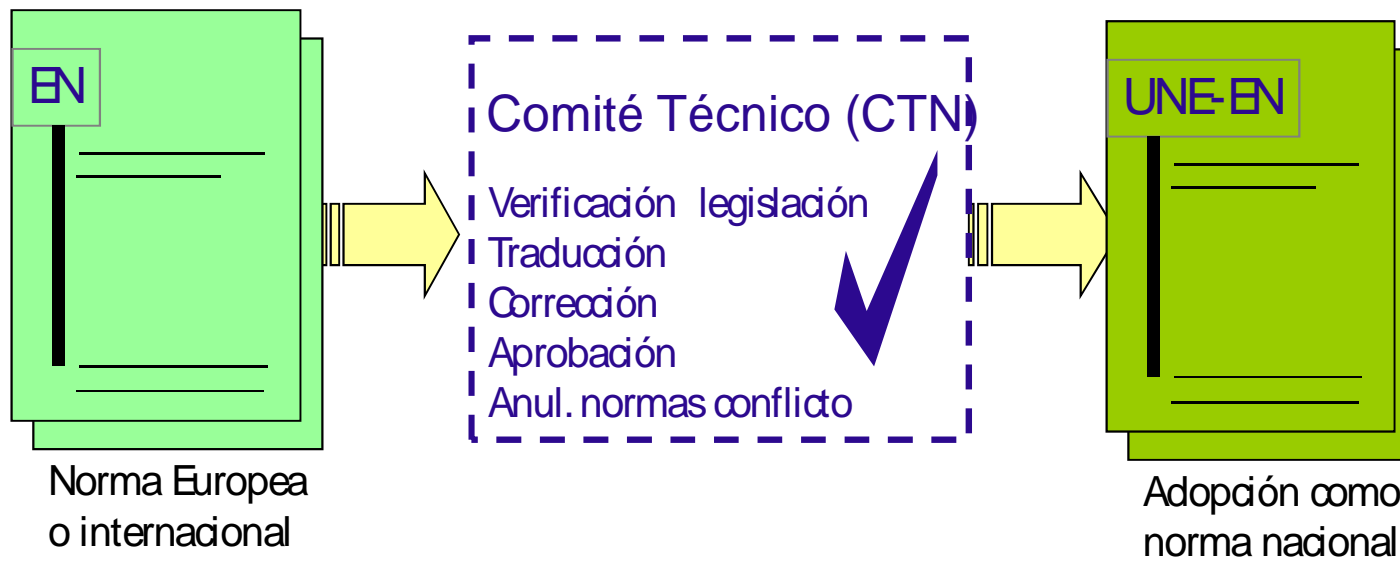 EN
Norma Europea
o internacional
Comité Técnico (CTN)
Verificación legislación
Traducción
Corrección
Aprobación
Anul. normas conflicto
UNE-EN
Adopción como
norma nacional